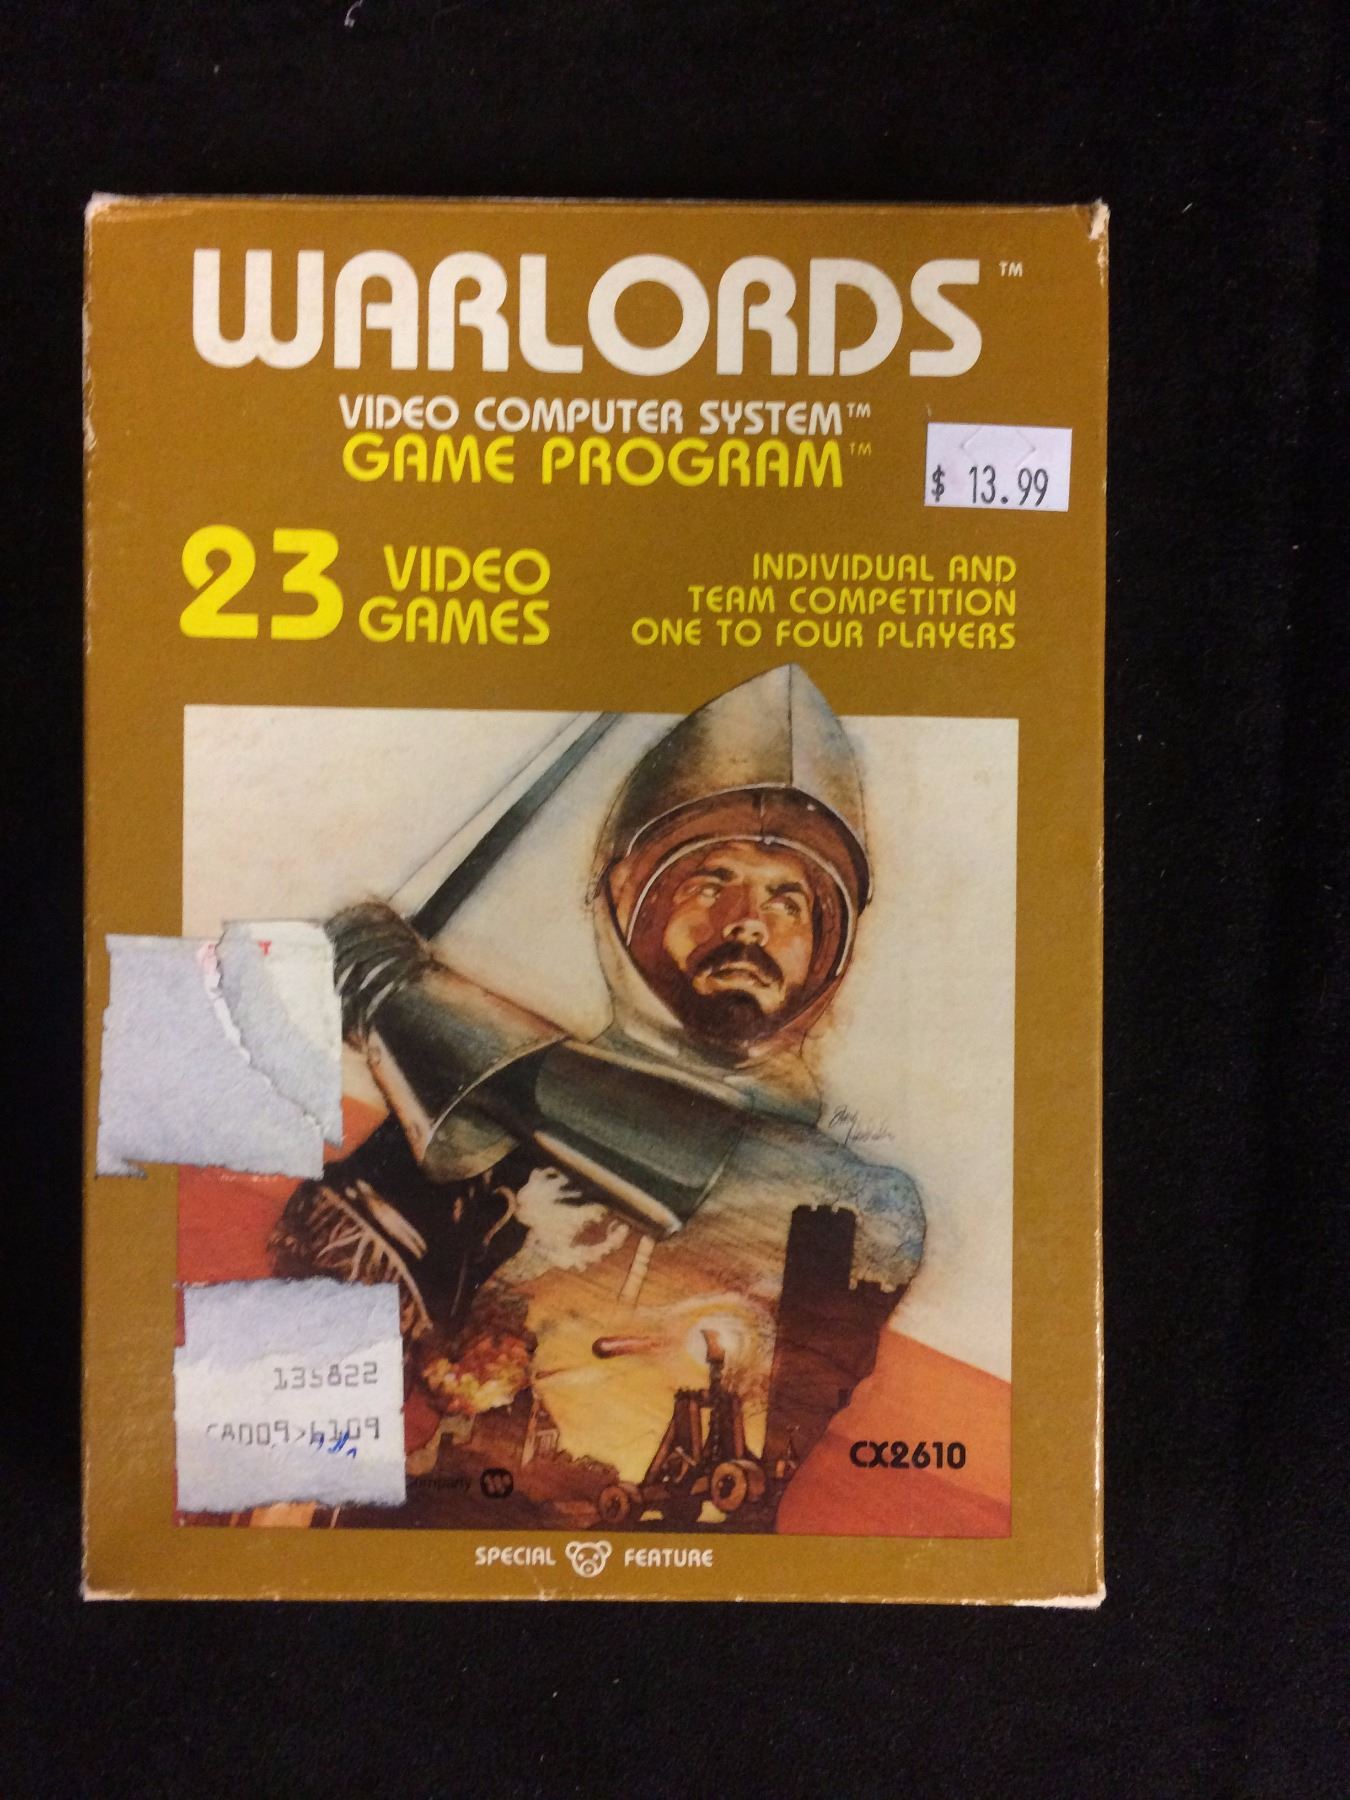 WARLORDS™
VIDEO COMPUTER SYSTEM™
GAME PROGRAM™
$ 13.99
23 VIDEO
GAMES
INDIVIDUAL AND
TEAM COMPETITION
ONE TO FOUR PLAYERS
135822
CX2610
SPECIAL FEATURE